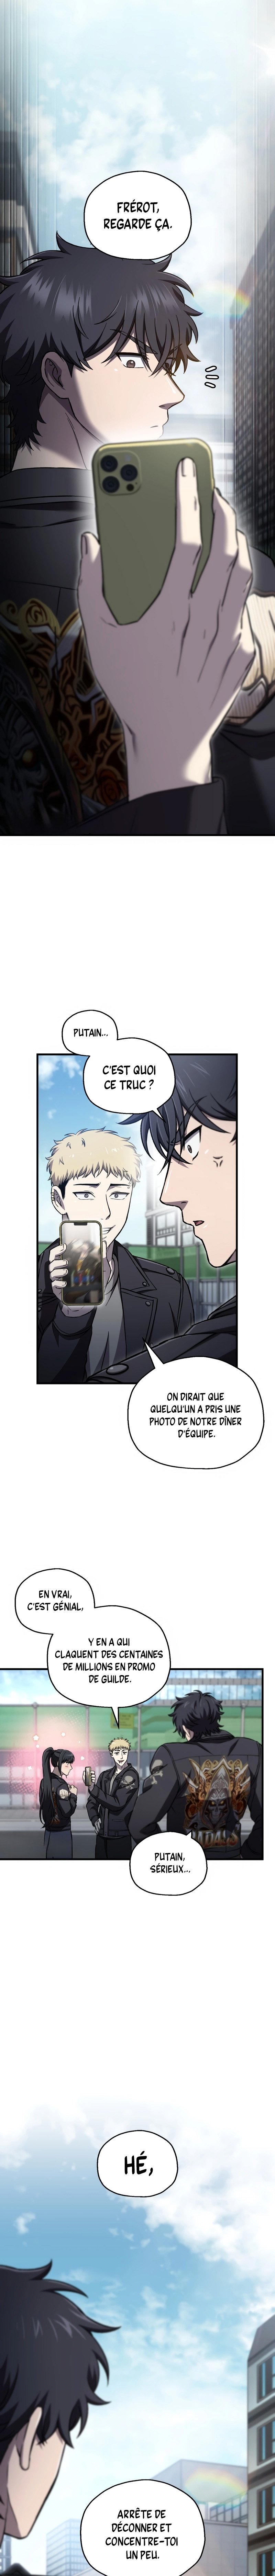 FRÉROT,
REGARDE ÇA.
PUTAIN...
C'EST QUOI
CE TRUC ?
ON DIRAIT QUE
QUELQU'UN A PRIS UNE
PHOTO DE NOTRE DÎNER
D'ÉQUIPE.
EN VRAI,
C'EST GÉNIAL,
Y EN A QUI
CLAQUENT DES CENTAINES
DE MILLIONS EN PROMO
DE GUILDE.
PUTAIN,
SÉRIEUX...
HÉ,
ARRÊTE DE
DÉCONNER ET
CONCENTRE-TOI
UN PEU.